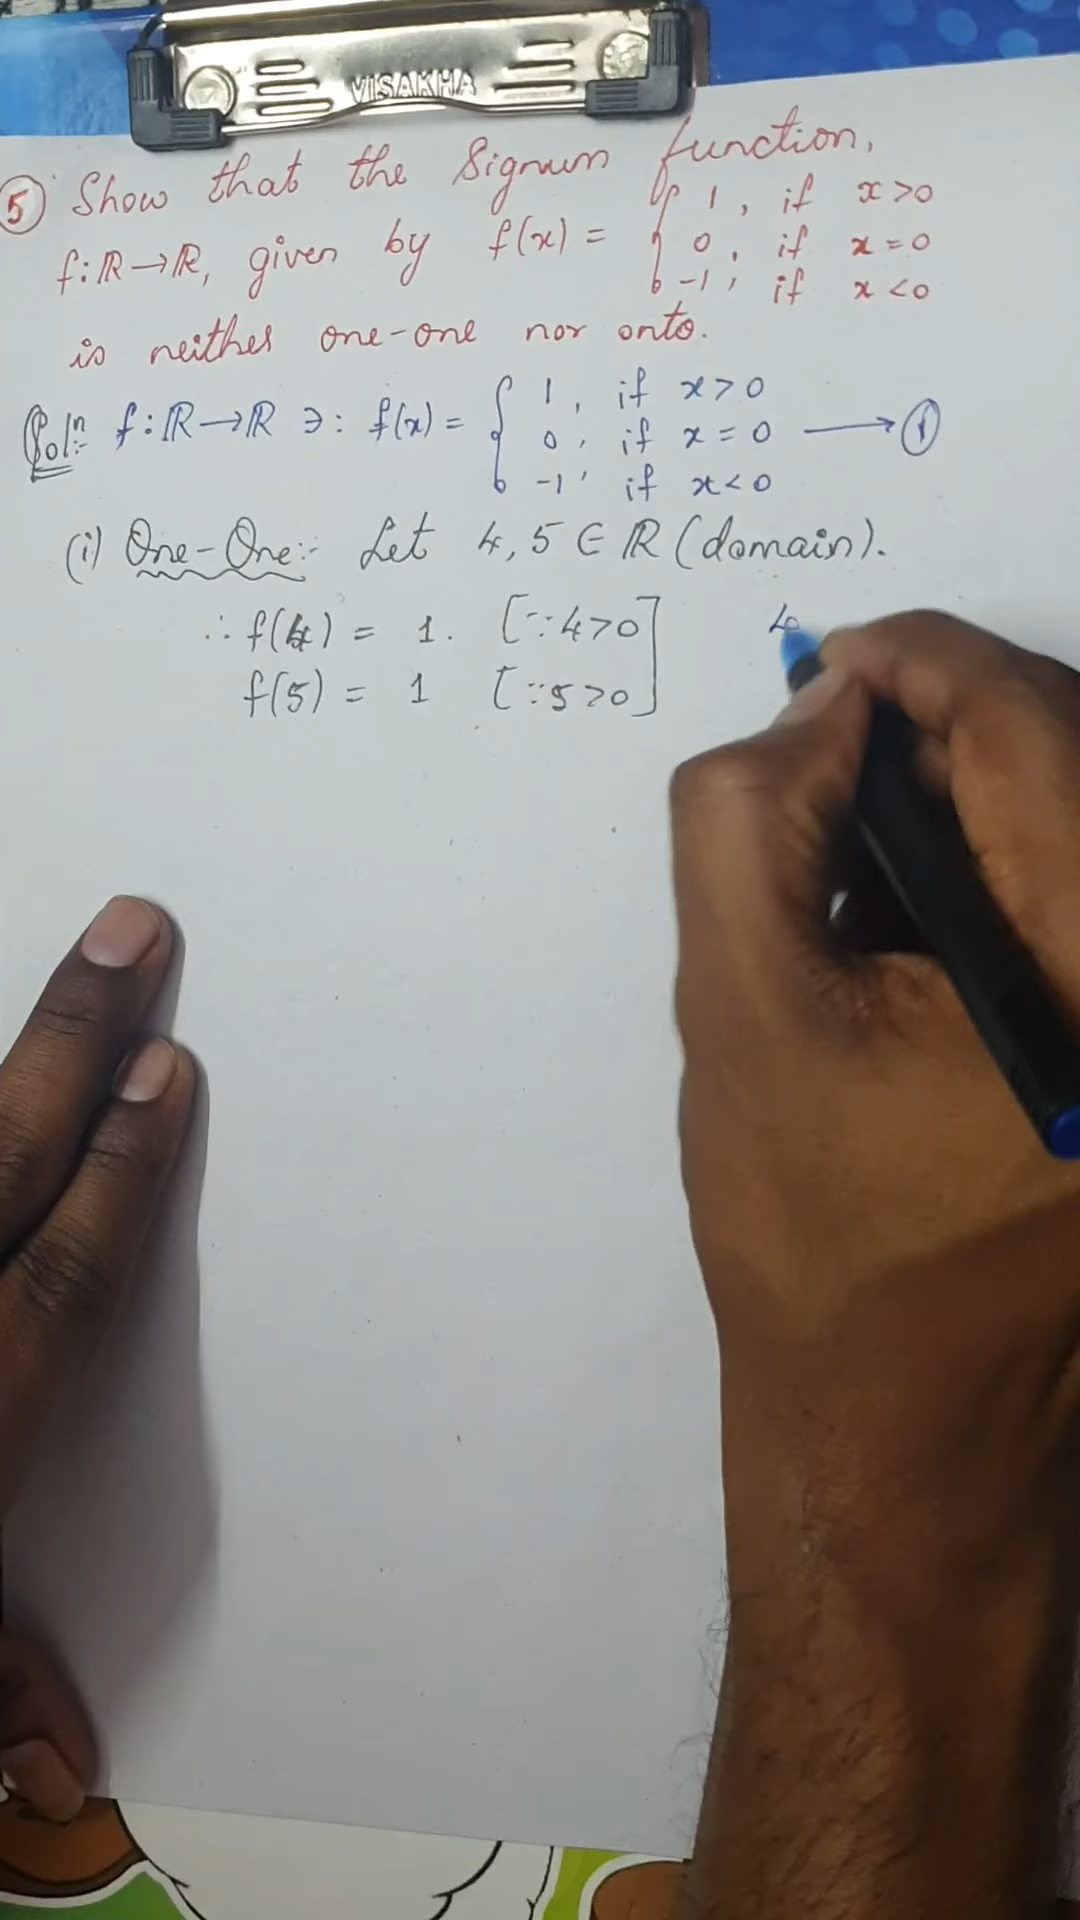 VISAKHA
5 Show that the Signum function,
f:ℝ→ℝ, given by f(x) = { 1, if x>0
0, if x=0
-1, if x<0
is neither one-one nor onto.
Solⁿ:- f:ℝ→ℝ ∋: f(x) = { 1, if x>0
0, if x=0 ⟶ ①
-1, if x<0
(i) One-One:- Let 4, 5 ∈ ℝ (domain).
∴ f(4) = 1. [∵ 4>0] 4
f(5) = 1 [∵ 5>0]